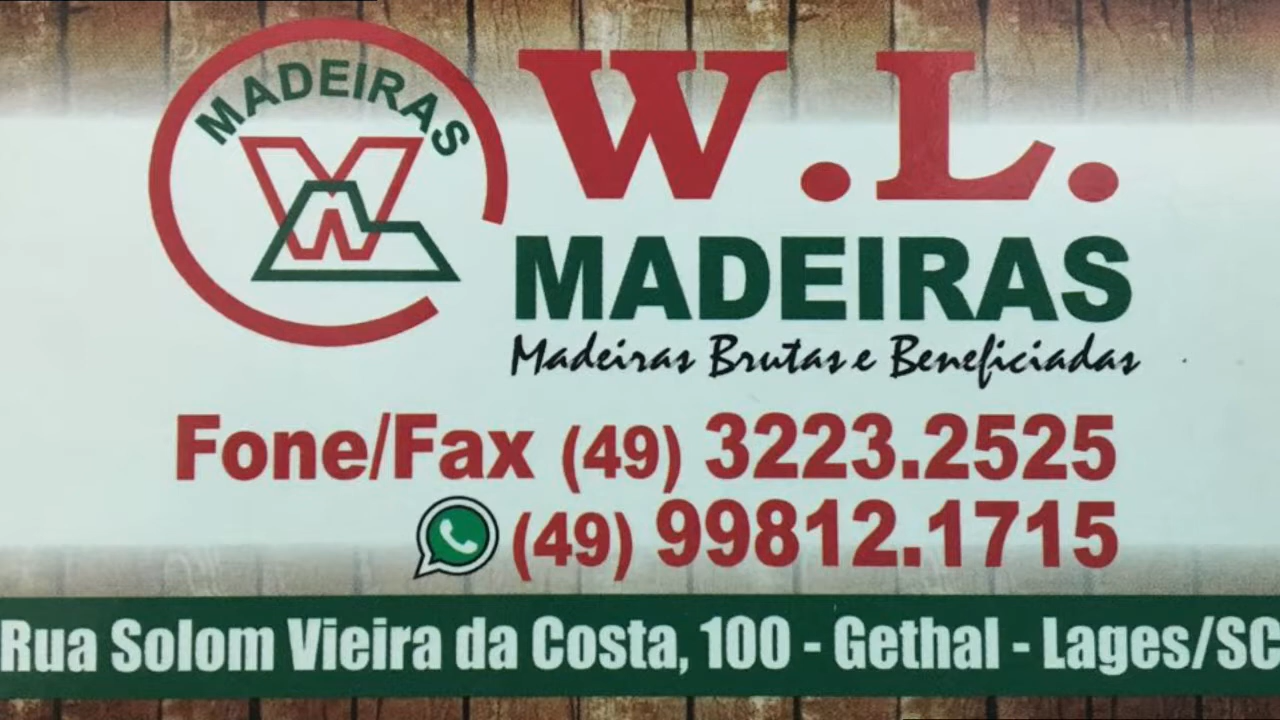 MADEIRAS
WL
W.L.
MADEIRAS
Madeiras Brutas e Beneficiadas
Fone/Fax (49) 3223.2525
(49) 99812.1715
Rua Solom Vieira da Costa, 100 - Gethal - Lages/SC